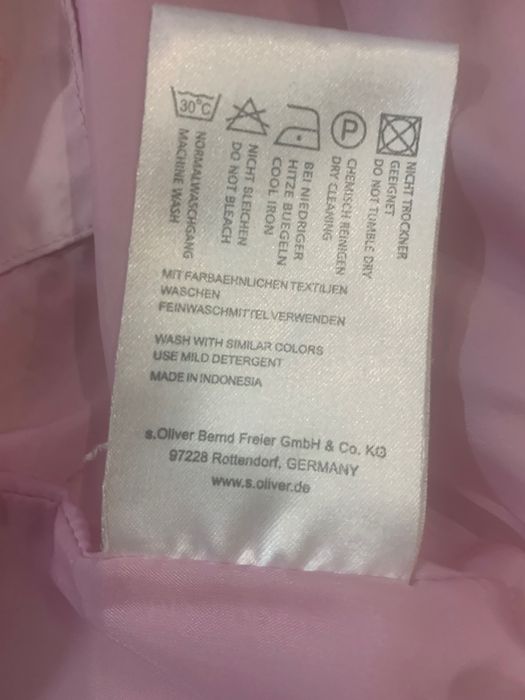 30°C
NORMALWASCHGANG
MACHINE WASH
NICHT BLEICHEN
DO NOT BLEACH
BEI NIEDRIGER
HITZE BUEGELN
COOL IRON
P
CHEMISCH REINIGEN
DRY CLEANING
NICHT TROCKNER
GEEIGNET
DO NOT TUMBLE DRY
MIT FARBAEHNLICHEN TEXTILIEN
WASCHEN
FEINWASCHMITTEL VERWENDEN
WASH WITH SIMILAR COLORS
USE MILD DETERGENT
MADE IN INDONESIA
s.Oliver Bernd Freier GmbH & Co. KG
97228 Rottendorf, GERMANY
www.s.oliver.de